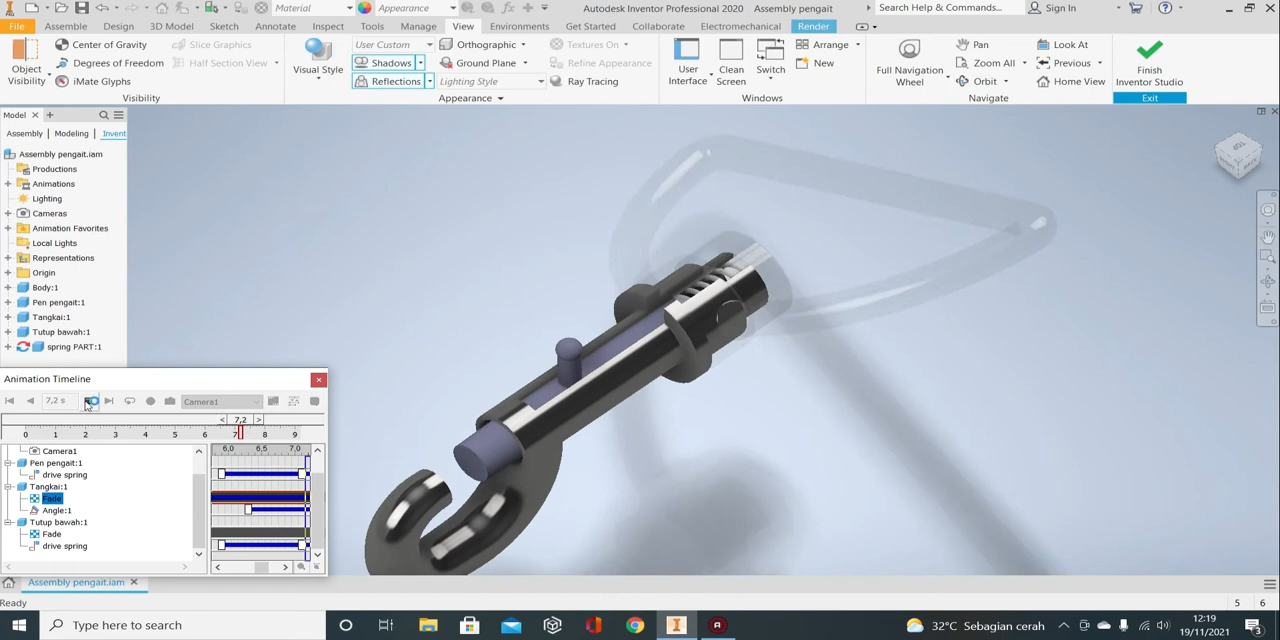 Material
Appearance
Autodesk Inventor Professional 2020   Assembly pengait
Search Help & Commands...
Sign In
File
Assemble
Design
3D Model
Sketch
Annotate
Inspect
Tools
Manage
View
Environments
Get Started
Collaborate
Electromechanical
Render
Object Visibility
Center of Gravity
Degrees of Freedom
iMate Glyphs
Slice Graphics
Half Section View
Visibility
Visual Style
User Custom
Shadows
Reflections
Orthographic
Ground Plane
Lighting Style
Textures On
Refine Appearance
Ray Tracing
Appearance
User Interface
Clean Screen
Switch
Arrange
New
Windows
Full Navigation Wheel
Pan
Zoom All
Orbit
Look At
Previous
Home View
Navigate
Finish Inventor Studio
Exit
Model
Assembly
Modeling
Invent
Assembly pengait.iam
Productions
Animations
Lighting
Cameras
Animation Favorites
Local Lights
Representations
Origin
Body:1
Pen pengait:1
Tangkai:1
Tutup bawah:1
spring PART:1
TOP
Animation Timeline
7,2 s
Camera1
< 7,2 >
0 1 2 3 4 5 6 7 8 9
Camera1
6,0 6,5 7,0
Pen pengait:1
drive spring
Tangkai:1
Fade
Angle:1
Tutup bawah:1
Fade
drive spring
Assembly pengait.iam
Ready
5 6
Type here to search
32°C Sebagian cerah
12:19
19/11/2021
3